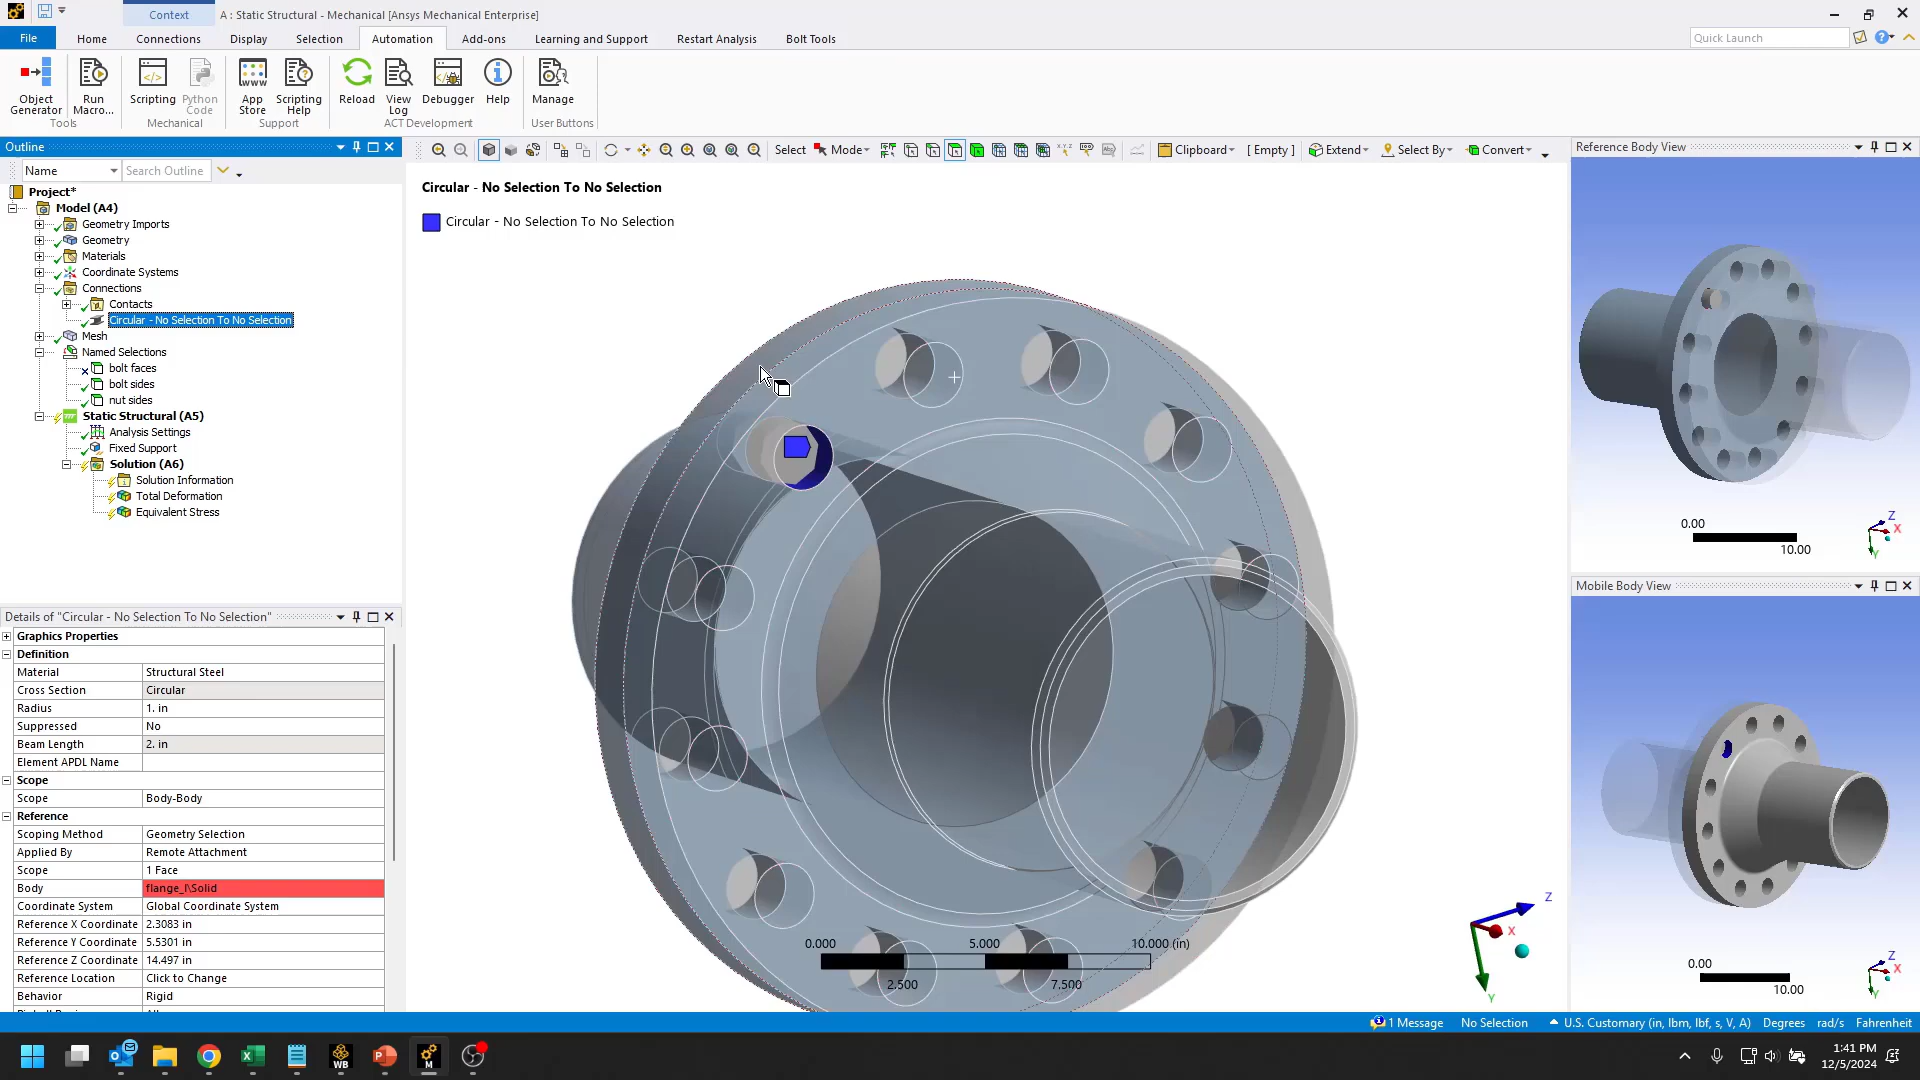 Context
A : Static Structural - Mechanical [Ansys Mechanical Enterprise]
File
Home
Connections
Display
Selection
Automation
Add-ons
Learning and Support
Restart Analysis
Bolt Tools
Quick Launch
Object Generator
Run Macro...
Scripting
Python Code
App Store
Scripting Help
Reload
View Log
Debugger
Help
Manage
Tools
Mechanical
Support
ACT Development
User Buttons
Outline
Name
Search Outline
Project*
Model (A4)
Geometry Imports
Geometry
Materials
Coordinate Systems
Connections
Contacts
Circular - No Selection To No Selection
Mesh
Named Selections
bolt faces
bolt sides
nut sides
Static Structural (A5)
Analysis Settings
Fixed Support
Solution (A6)
Solution Information
Total Deformation
Equivalent Stress
Details of "Circular - No Selection To No Selection"
Graphics Properties
Definition
Material Structural Steel
Cross Section Circular
Radius 1. in
Suppressed No
Beam Length 2. in
Element APDL Name
Scope
Scope Body-Body
Reference
Scoping Method Geometry Selection
Applied By Remote Attachment
Scope 1 Face
Body flange_l\Solid
Coordinate System Global Coordinate System
Reference X Coordinate 2.3083 in
Reference Y Coordinate 5.5301 in
Reference Z Coordinate 14.497 in
Reference Location Click to Change
Behavior Rigid
Select Mode
Clipboard [ Empty ] Extend Select By Convert
Circular - No Selection To No Selection
Circular - No Selection To No Selection
0.000 5.000 10.000 (in)
2.500 7.500
Z
X
Y
Reference Body View
0.00
10.00
Z
X
Y
Mobile Body View
0.00
10.00
Z
X
Y
1 Message No Selection U.S. Customary (in, lbm, lbf, s, V, A) Degrees rad/s Fahrenheit
WB
M
1:41 PM
12/5/2024